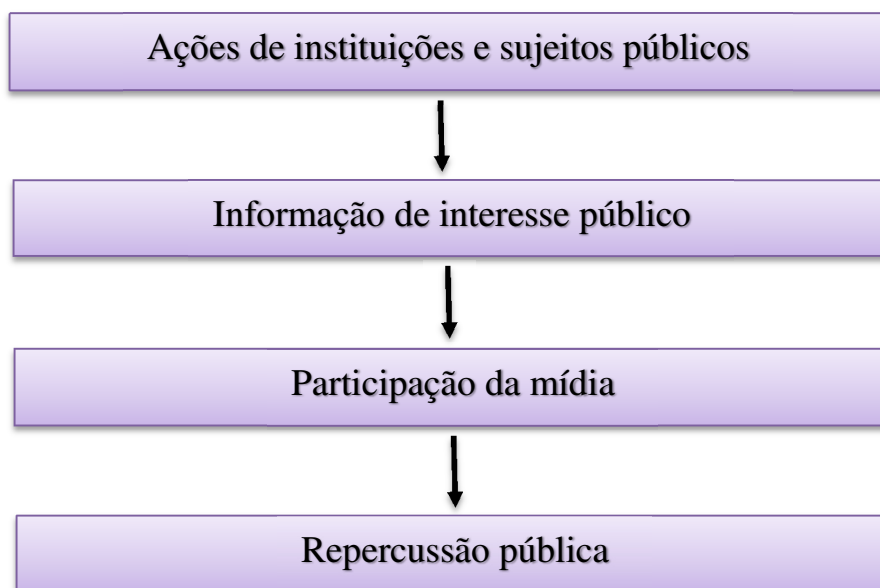 Ações de instituições e sujeitos públicos
Informação de interesse público
Participação da mídia
Repercussão pública